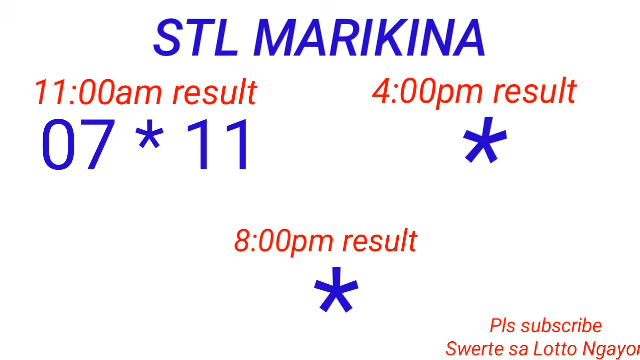 STL MARIKINA
11:00am result
4:00pm result
07 * 11
*
8:00pm result
*
Pls subscribe
Swerte sa Lotto Ngayon